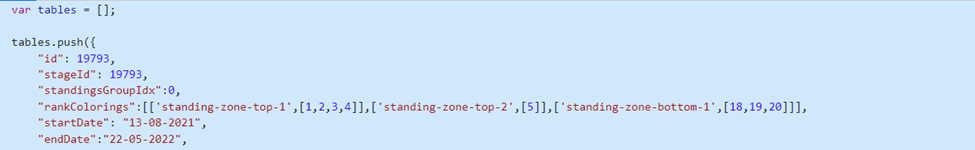 var tables = [];
tables.push({
"id": 19793,
"stageId": 19793,
"standingsGroupIdx":0,
"rankColorings":[['standing-zone-top-1',[1,2,3,4]],['standing-zone-top-2',[5]],['standing-zone-bottom-1',[18,19,20]]],
"startDate": "13-08-2021",
"endDate":"22-05-2022",